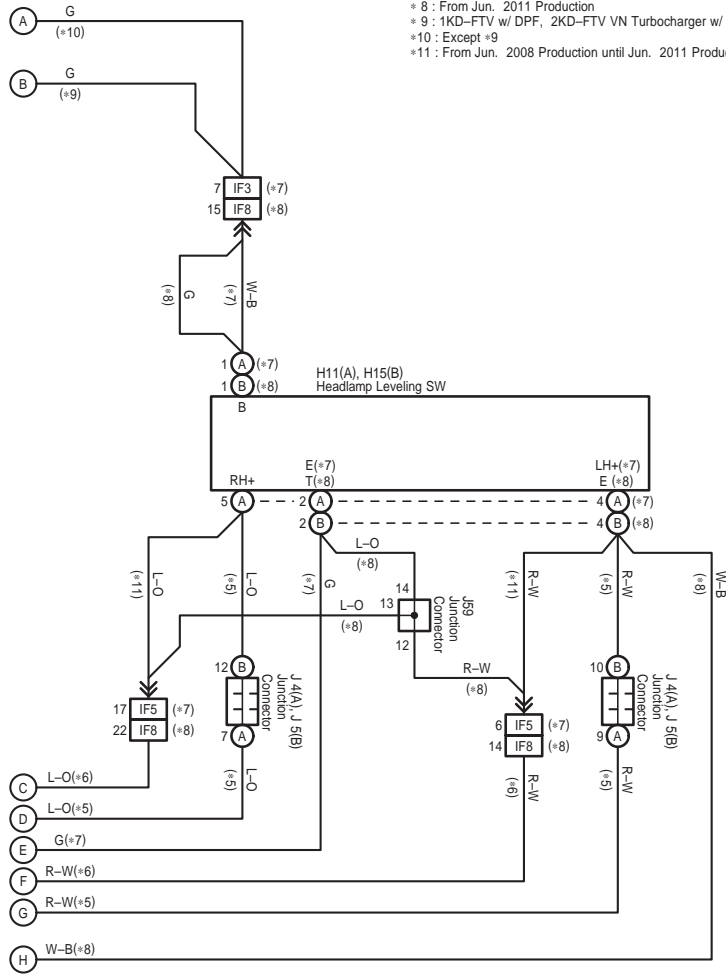 * 8 : From Jun. 2011 Production
* 9 : 1KD–FTV w/ DPF, 2KD–FTV VN Turbocharger w/
*10 : Except *9
*11 : From Jun. 2008 Production until Jun. 2011 Produc
A
G
(*10)
B
G
(*9)
7 IF3 (*7)
15 IF8 (*8)
G
(*8)
W–B
(*7)
1 A (*7)
1 B (*8)
H11(A), H15(B)
Headlamp Leveling SW
B
RH+
E(*7)
T(*8)
LH+(*7)
E (*8)
5 A
2 A
4 A (*7)
2 B
4 B (*8)
L–O
(*11)
L–O
(*5)
G
(*7)
L–O
(*8)
14
13
12
J59
Junction
Connector
L–O
(*8)
R–W
(*8)
R–W
(*11)
R–W
(*5)
W–B
(*8)
12 B
J 4(A), J 5(B)
Junction
Connector
7 A
10 B
J 4(A), J 5(B)
Junction
Connector
9 A
17 IF5 (*7)
22 IF8 (*8)
6 IF5 (*7)
14 IF8 (*8)
L–O
(*5)
R–W
(*6)
R–W
(*5)
C L–O(*6)
D L–O(*5)
E G(*7)
F R–W(*6)
G R–W(*5)
H W–B(*8)